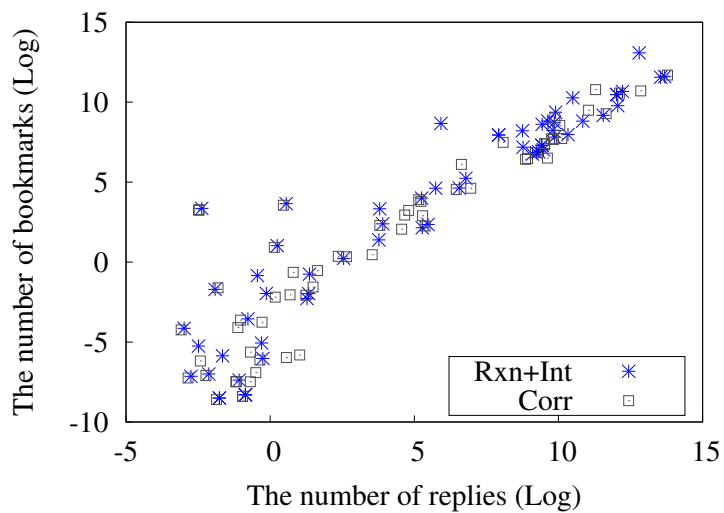 The number of bookmarks (Log)
15
10
5
0
-5
-10
Rxn+Int
Corr
-5
0
5
10
15
The number of replies (Log)